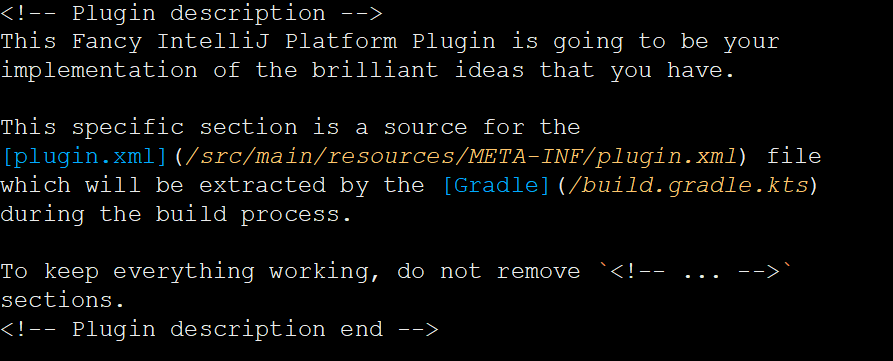 <!-- Plugin description -->
This Fancy IntelliJ Platform Plugin is going to be your
implementation of the brilliant ideas that you have.
This specific section is a source for the
[plugin.xml](/src/main/resources/META-INF/plugin.xml) file
which will be extracted by the [Gradle](/build.gradle.kts)
during the build process.
To keep everything working, do not remove `<!-- ... -->`
sections.
<!-- Plugin description end -->